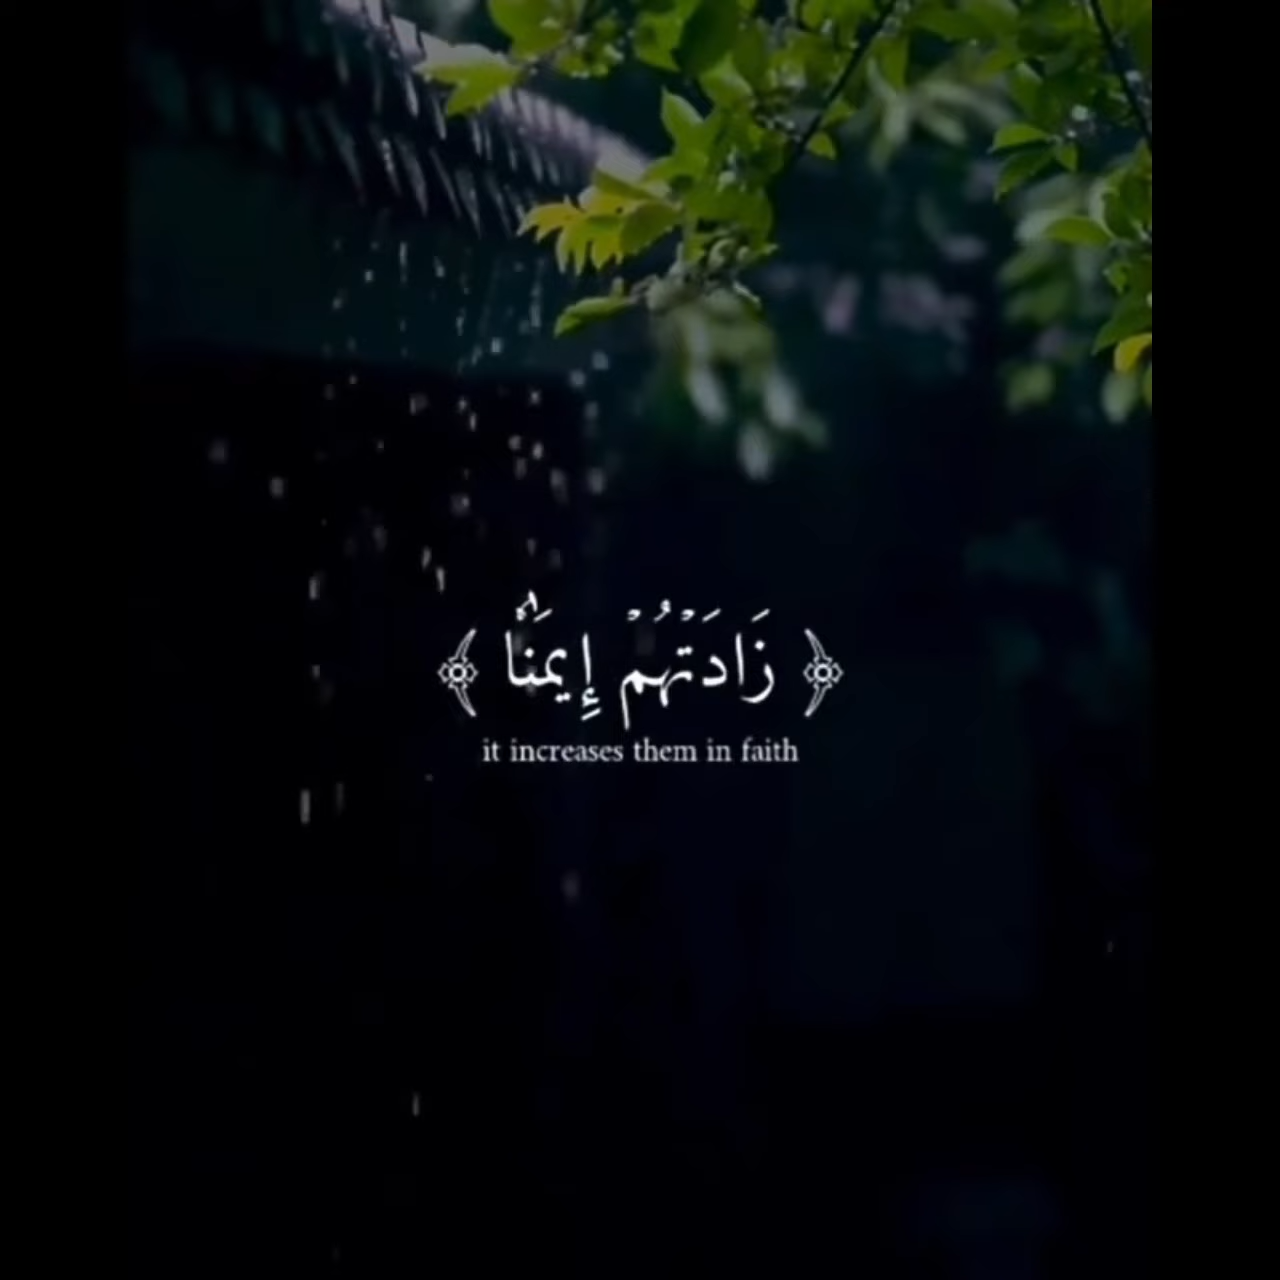 ﴿ زَادَتْهُمْ إِيمَٰنًا ﴾
it increases them in faith